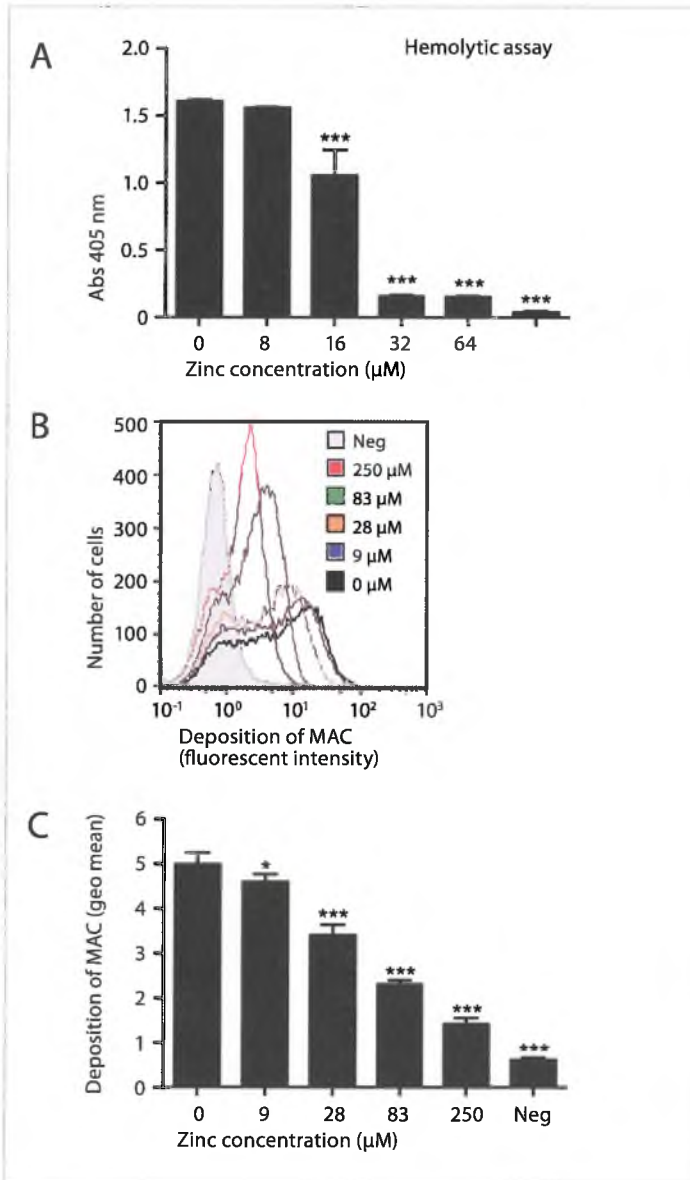 A
Hemolytic assay
Abs 405 nm
2.0
1.5
1.0
0.5
0
***
***
***
***
0 8 16 32 64
Zinc concentration (µM)
B
Number of cells
500
400
300
200
100
0
Neg
250 µM
83 µM
28 µM
9 µM
0 µM
10-1 100 101 102 103
Deposition of MAC
(fluorescent intensity)
C
Deposition of MAC (geo mean)
6
5
4
3
2
1
0
*
***
***
***
***
0 9 28 83 250 Neg
Zinc concentration (µM)